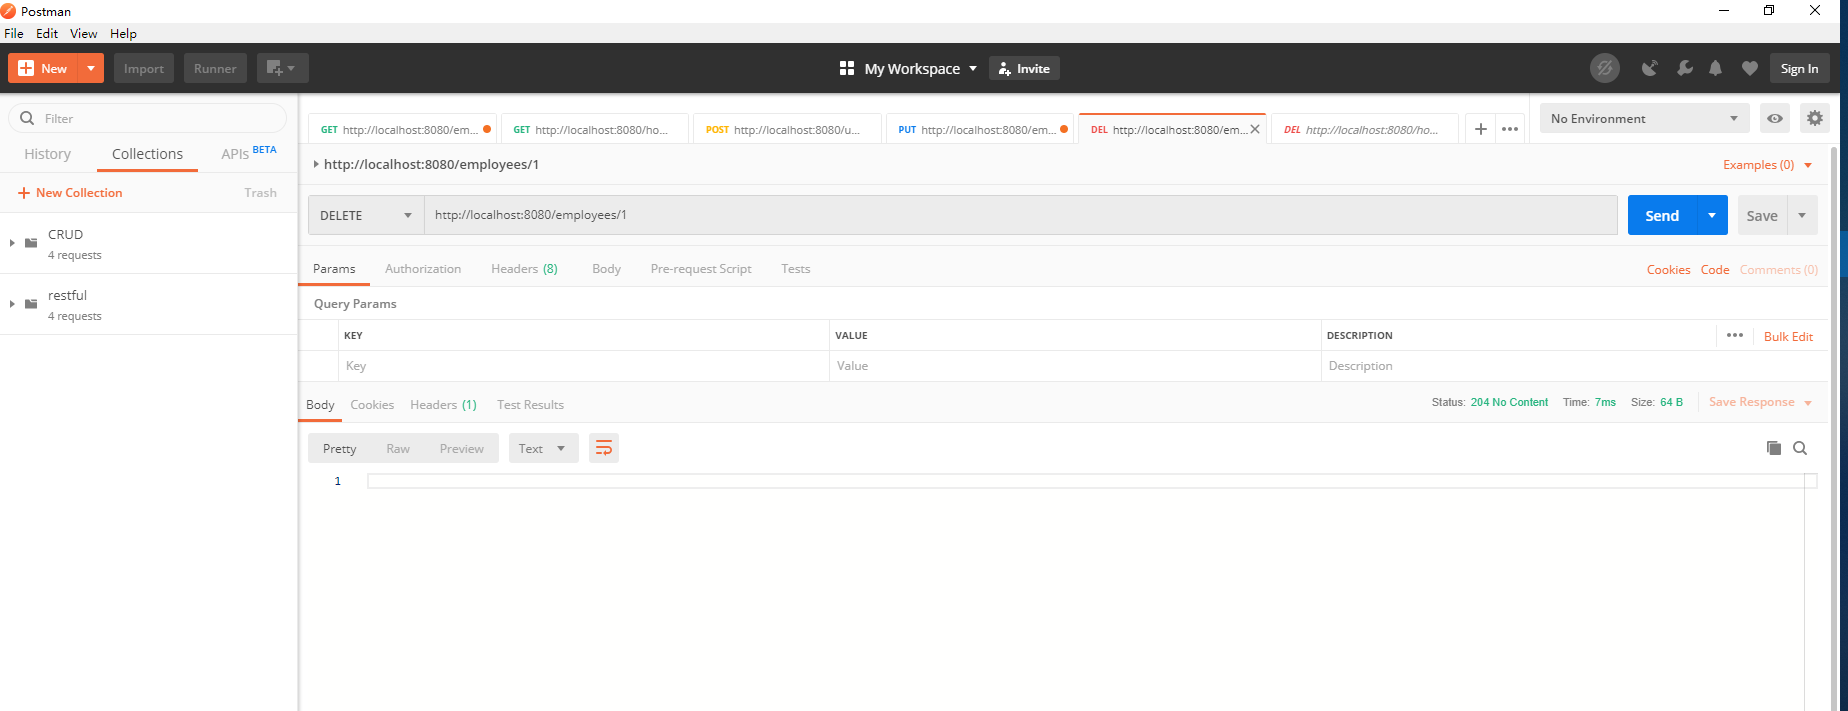 Postman
File Edit View Help
New Import Runner My Workspace Invite Sign In
Filter
History Collections APIs BETA
New Collection Trash
CRUD
4 requests
restful
4 requests
GET http://localhost:8080/em... GET http://localhost:8080/ho... POST http://localhost:8080/u... PUT http://localhost:8080/em... DEL http://localhost:8080/em... DEL http://localhost:8080/ho... No Environment
http://localhost:8080/employees/1 Examples (0)
DELETE http://localhost:8080/employees/1 Send Save
Params Authorization Headers (8) Body Pre-request Script Tests Cookies Code Comments (0)
Query Params
KEY VALUE DESCRIPTION Bulk Edit
Key Value Description
Body Cookies Headers (1) Test Results Status: 204 No Content Time: 7ms Size: 64 B Save Response
Pretty Raw Preview Text
1